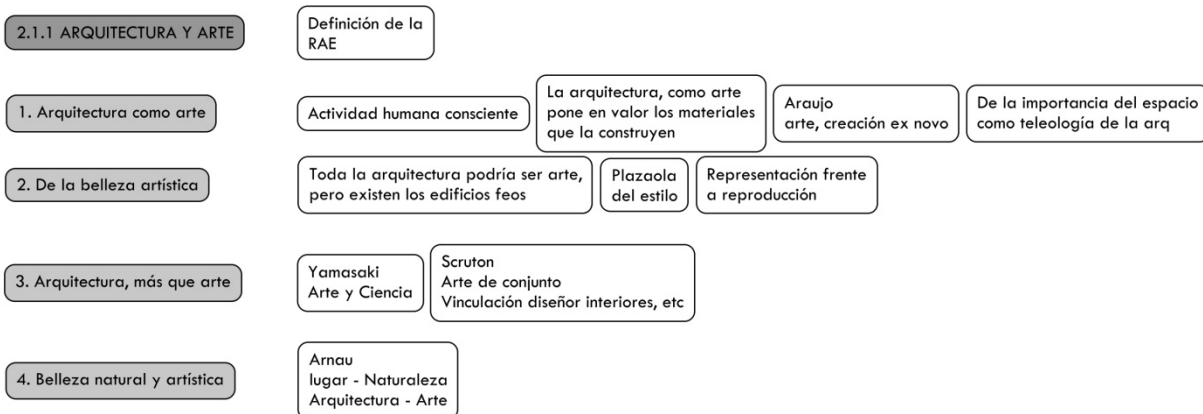 2.1.1 ARQUITECTURA Y ARTE
Definición de la
RAE
1. Arquitectura como arte
Actividad humana consciente
La arquitectura, como arte
pone en valor los materiales
que la construyen
Araujo
arte, creación ex novo
De la importancia del espacio
como teleología de la arq
2. De la belleza artística
Toda la arquitectura podría ser arte,
pero existen los edificios feos
Plazaola
del estilo
Representación frente
a reproducción
3. Arquitectura, más que arte
Yamasaki
Arte y Ciencia
Scruton
Arte de conjunto
Vinculación diseñor interiores, etc
4. Belleza natural y artística
Arnau
lugar - Naturaleza
Arquitectura - Arte